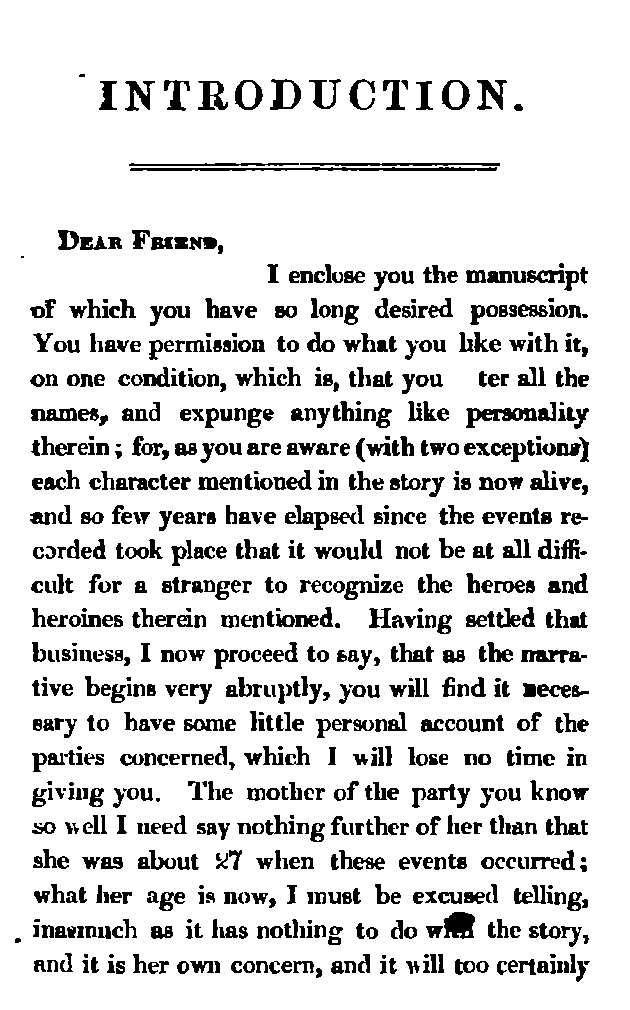 INTRODUCTION.
DEAR FRIEND,
I enclose you the manuscript
of which you have so long desired possession.
You have permission to do what you like with it,
on one condition, which is, that you ter all the
names, and expunge anything like personality
therein; for, as you are aware (with two exceptions)
each character mentioned in the story is now alive,
and so few years have elapsed since the events re-
corded took place that it would not be at all diffi-
cult for a stranger to recognize the heroes and
heroines therein mentioned. Having settled that
business, I now proceed to say, that as the narra-
tive begins very abruptly, you will find it neces-
sary to have some little personal account of the
parties concerned, which I will lose no time in
giving you. The mother of the party you know
so well I need say nothing further of her than that
she was about 27 when these events occurred;
what her age is now, I must be excused telling,
inasmuch as it has nothing to do with the story,
and it is her own concern, and it will too certainly